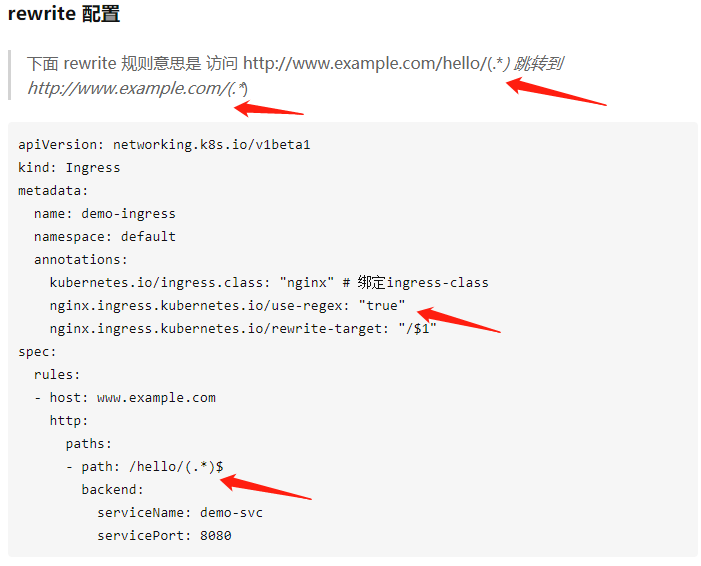 rewrite 配置
下面 rewrite 规则意思是 访问 http://www.example.com/hello/(.*) 跳转到
http://www.example.com/(.*)
apiVersion: networking.k8s.io/v1beta1
kind: Ingress
metadata:
  name: demo-ingress
  namespace: default
  annotations:
    kubernetes.io/ingress.class: "nginx" # 绑定ingress-class
    nginx.ingress.kubernetes.io/use-regex: "true"
    nginx.ingress.kubernetes.io/rewrite-target: "/$1"
spec:
  rules:
  - host: www.example.com
    http:
      paths:
      - path: /hello/(.*)$
        backend:
          serviceName: demo-svc
          servicePort: 8080